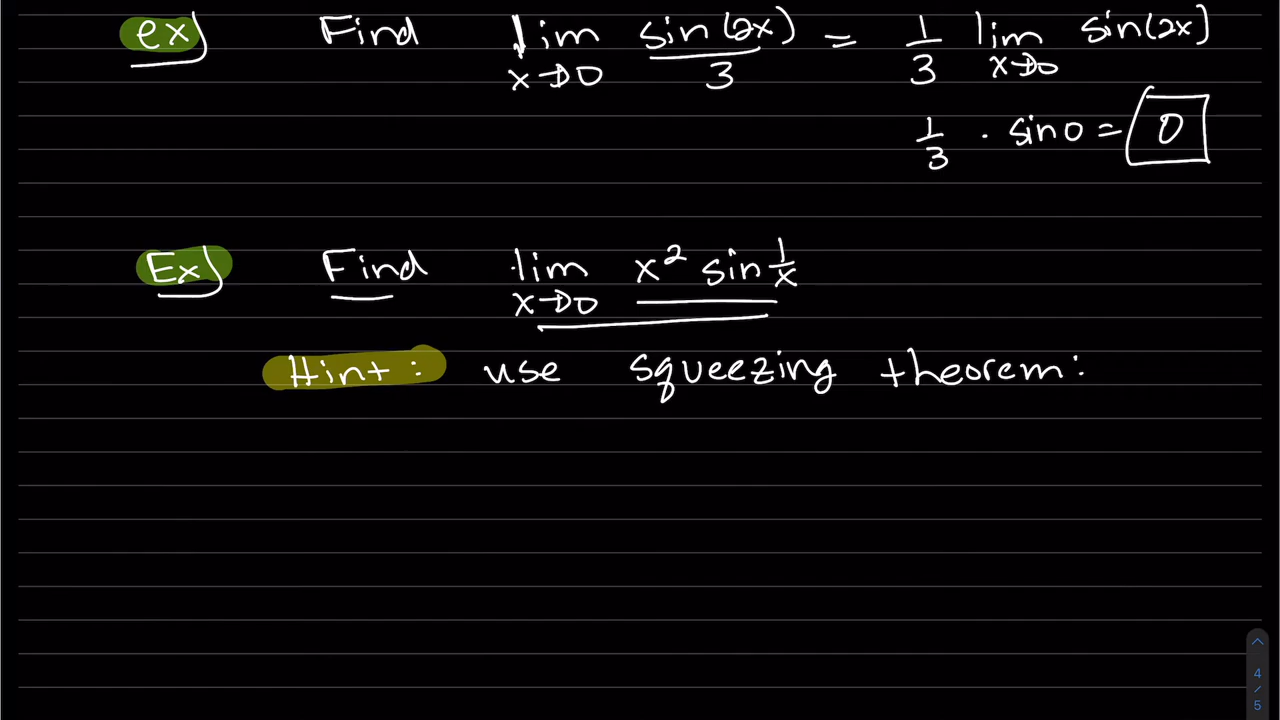 ex) Find lim x→0 sin(2x)/3 = 1/3 lim x→0 sin(2x)
1/3 · sin0 = 0
Ex) Find lim x→0 x² sin 1/x
Hint: use squeezing theorem:
4/5